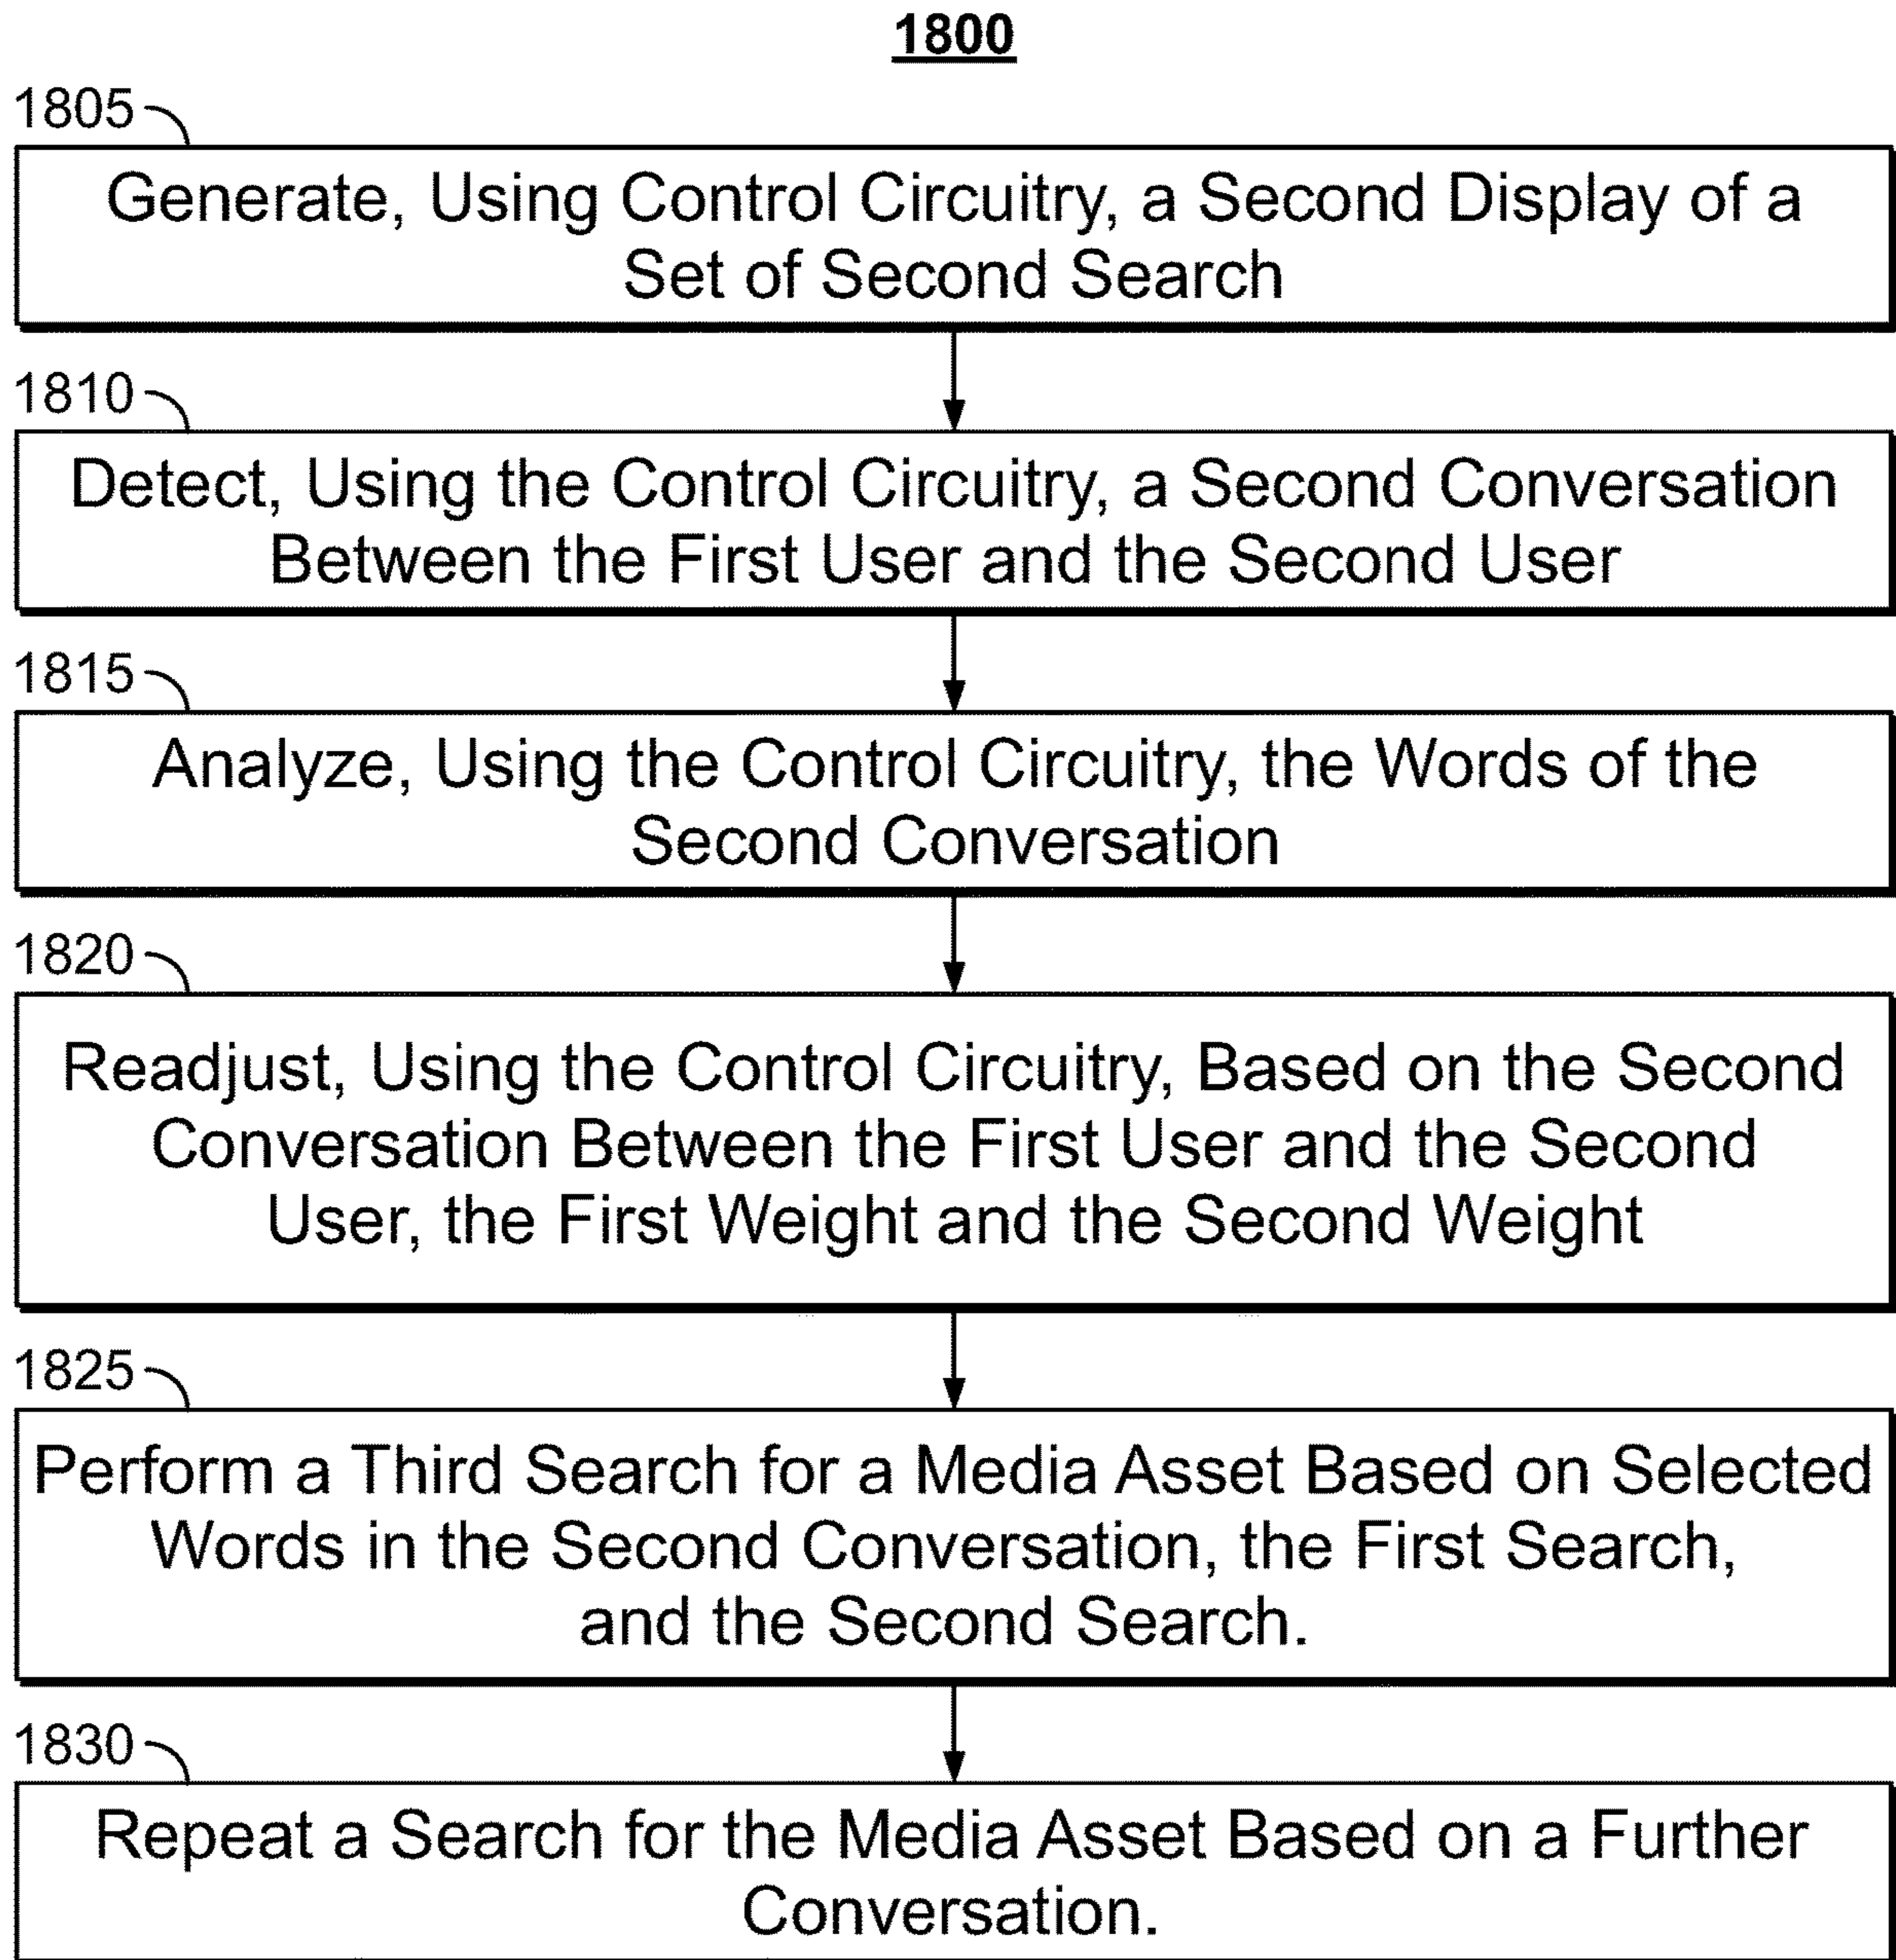 1800
1805
Generate, Using Control Circuitry, a Second Display of a
Set of Second Search
1810
Detect, Using the Control Circuitry, a Second Conversation
Between the First User and the Second User
1815
Analyze, Using the Control Circuitry, the Words of the
Second Conversation
1820
Readjust, Using the Control Circuitry, Based on the Second
Conversation Between the First User and the Second
User, the First Weight and the Second Weight
1825
Perform a Third Search for a Media Asset Based on Selected
Words in the Second Conversation, the First Search,
and the Second Search.
1830
Repeat a Search for the Media Asset Based on a Further
Conversation.